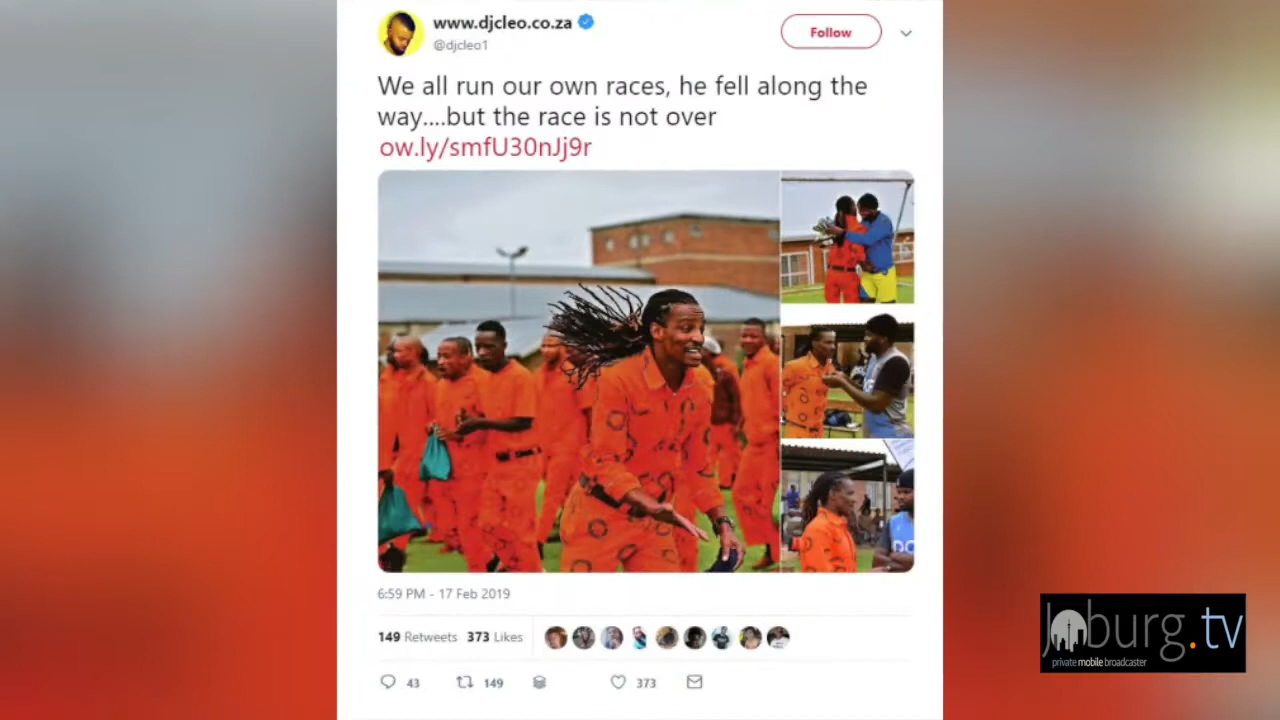 www.djcleo.co.za
@djcleo1
Follow
We all run our own races, he fell along the
way....but the race is not over
ow.ly/smfU30nJj9r
6:59 PM - 17 Feb 2019
149 Retweets 373 Likes
43 149 373
Joburg.tv
private mobile broadcaster